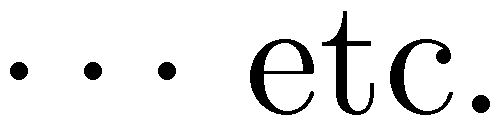 ⋯ etc.